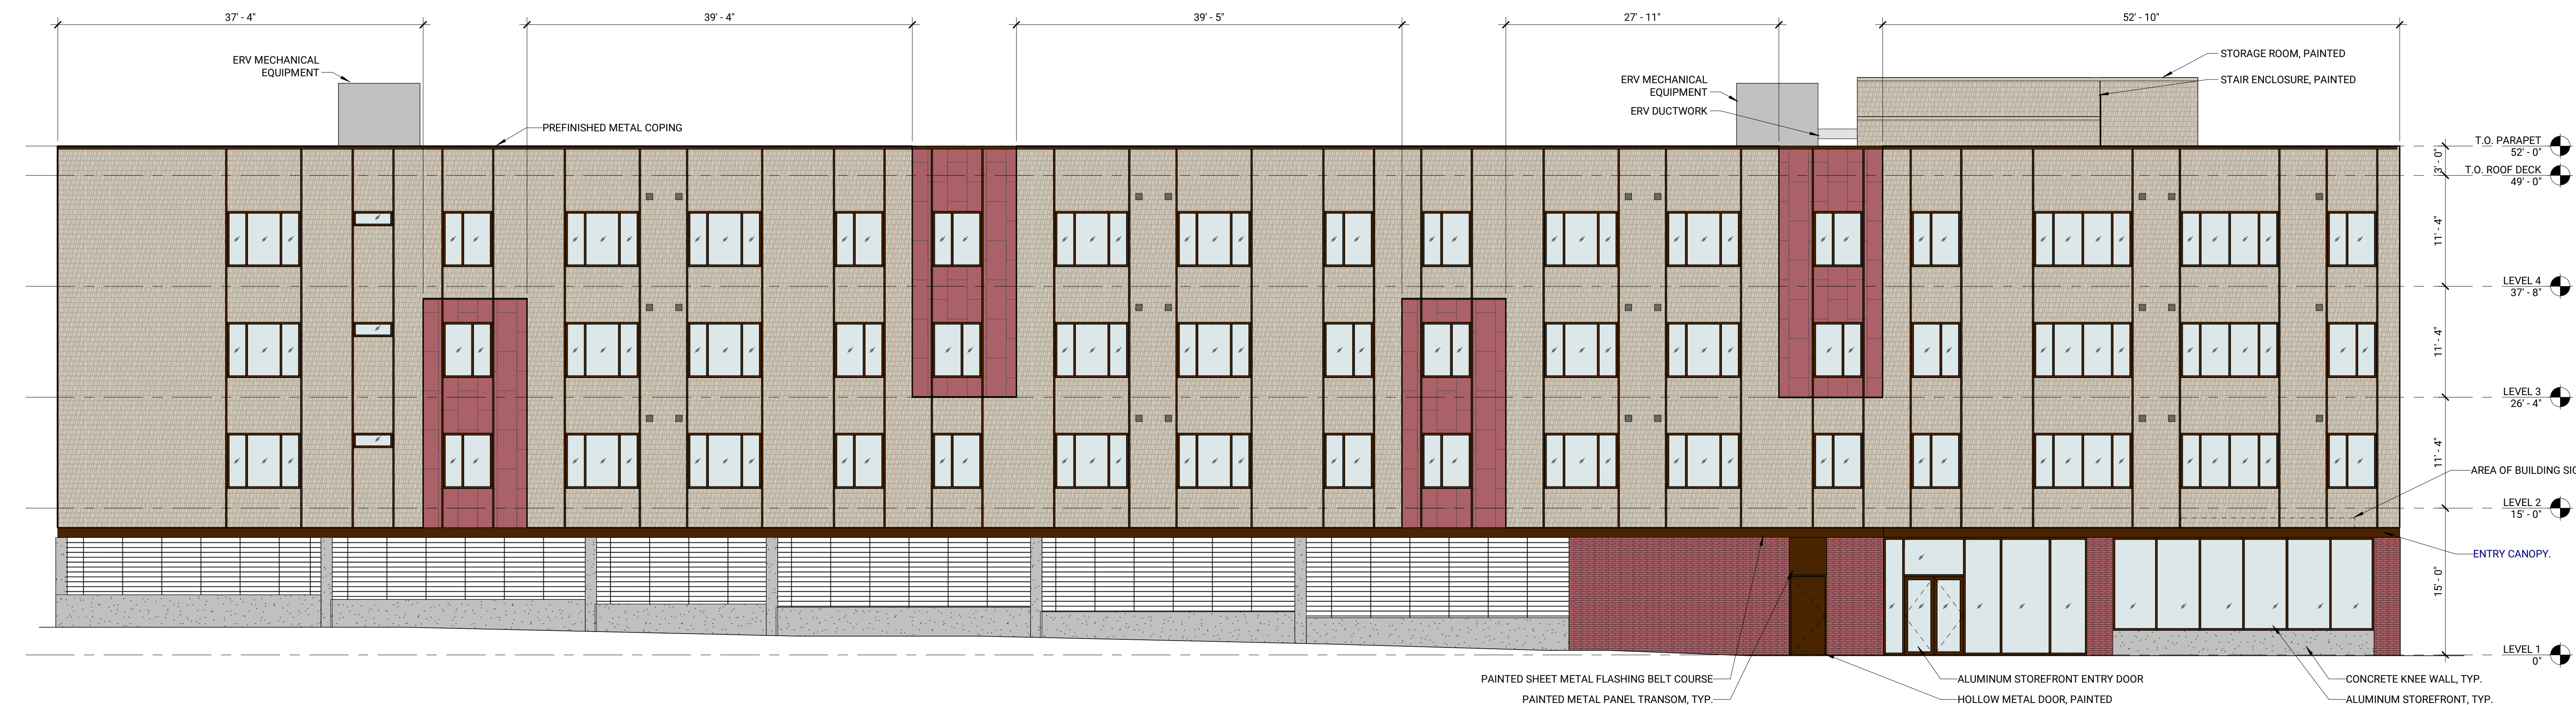 37' - 4"
39' - 4"
39' - 5"
27' - 11"
52' - 10"
ERV MECHANICAL
EQUIPMENT
PREFINISHED METAL COPING
ERV MECHANICAL
EQUIPMENT
ERV DUCTWORK
STORAGE ROOM, PAINTED
STAIR ENCLOSURE, PAINTED
T.O. PARAPET
52' - 0"
3' - 0"
T.O. ROOF DECK
49' - 0"
11' - 4"
LEVEL 4
37' - 8"
11' - 4"
LEVEL 3
26' - 4"
11' - 4"
AREA OF BUILDING
LEVEL 2
15' - 0"
ENTRY CANOPY.
15' - 0"
LEVEL 1
0"
PAINTED SHEET METAL FLASHING BELT COURSE
PAINTED METAL PANEL TRANSOM, TYP.
ALUMINUM STOREFRONT ENTRY DOOR
HOLLOW METAL DOOR, PAINTED
CONCRETE KNEE WALL, TYP.
ALUMINUM STOREFRONT, TYP.